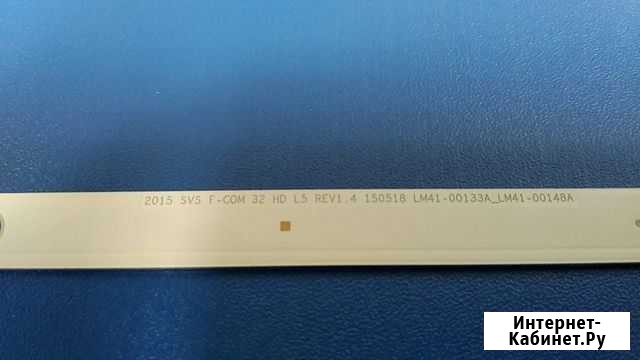 2015 SVS F-COM 32 HD L5 REV1.4 150518 LM41-00133A_LM41-00148A
Интернет-
Кабинет.Ру